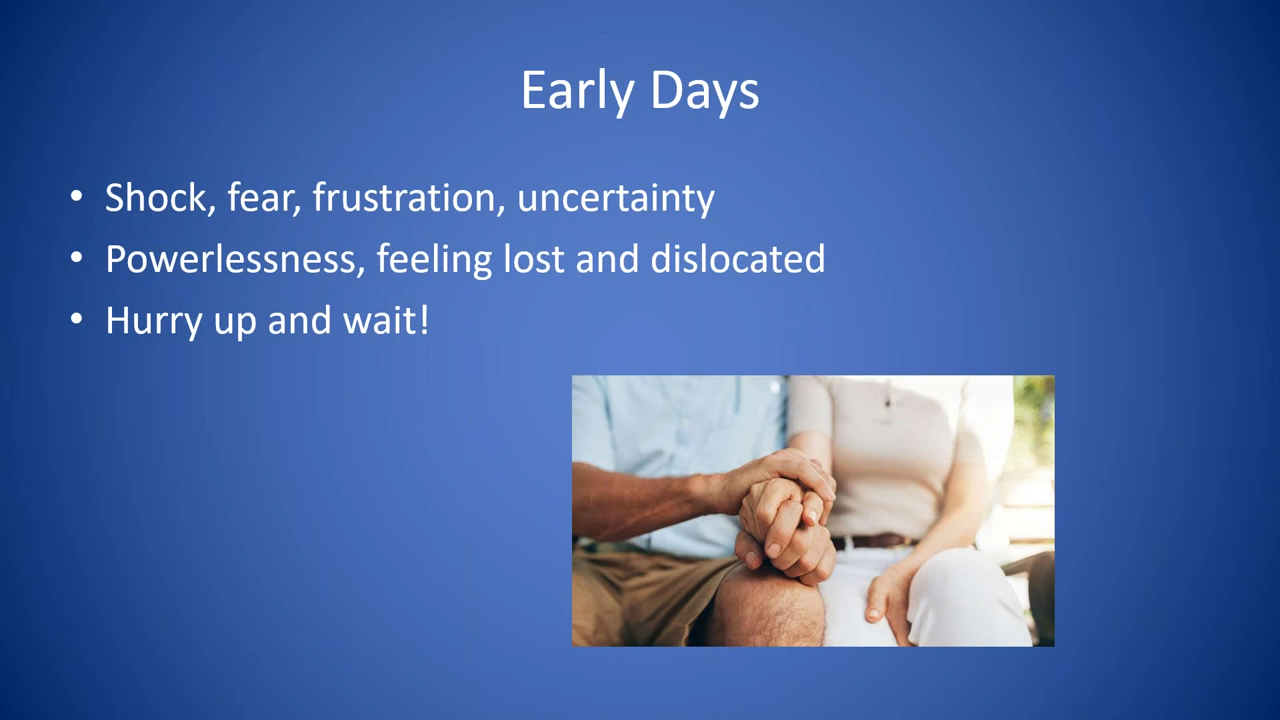 Early Days
• Shock, fear, frustration, uncertainty
• Powerlessness, feeling lost and dislocated
• Hurry up and wait!